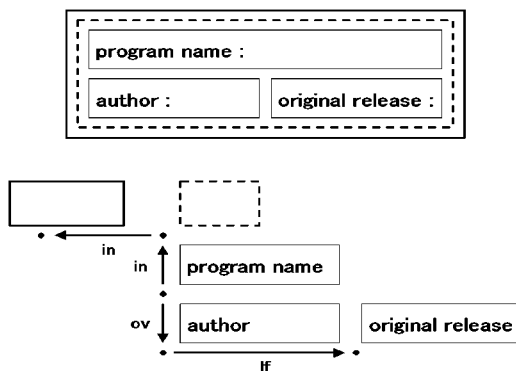 program name :
author : original release :
in
in program name
ov author original release
lf